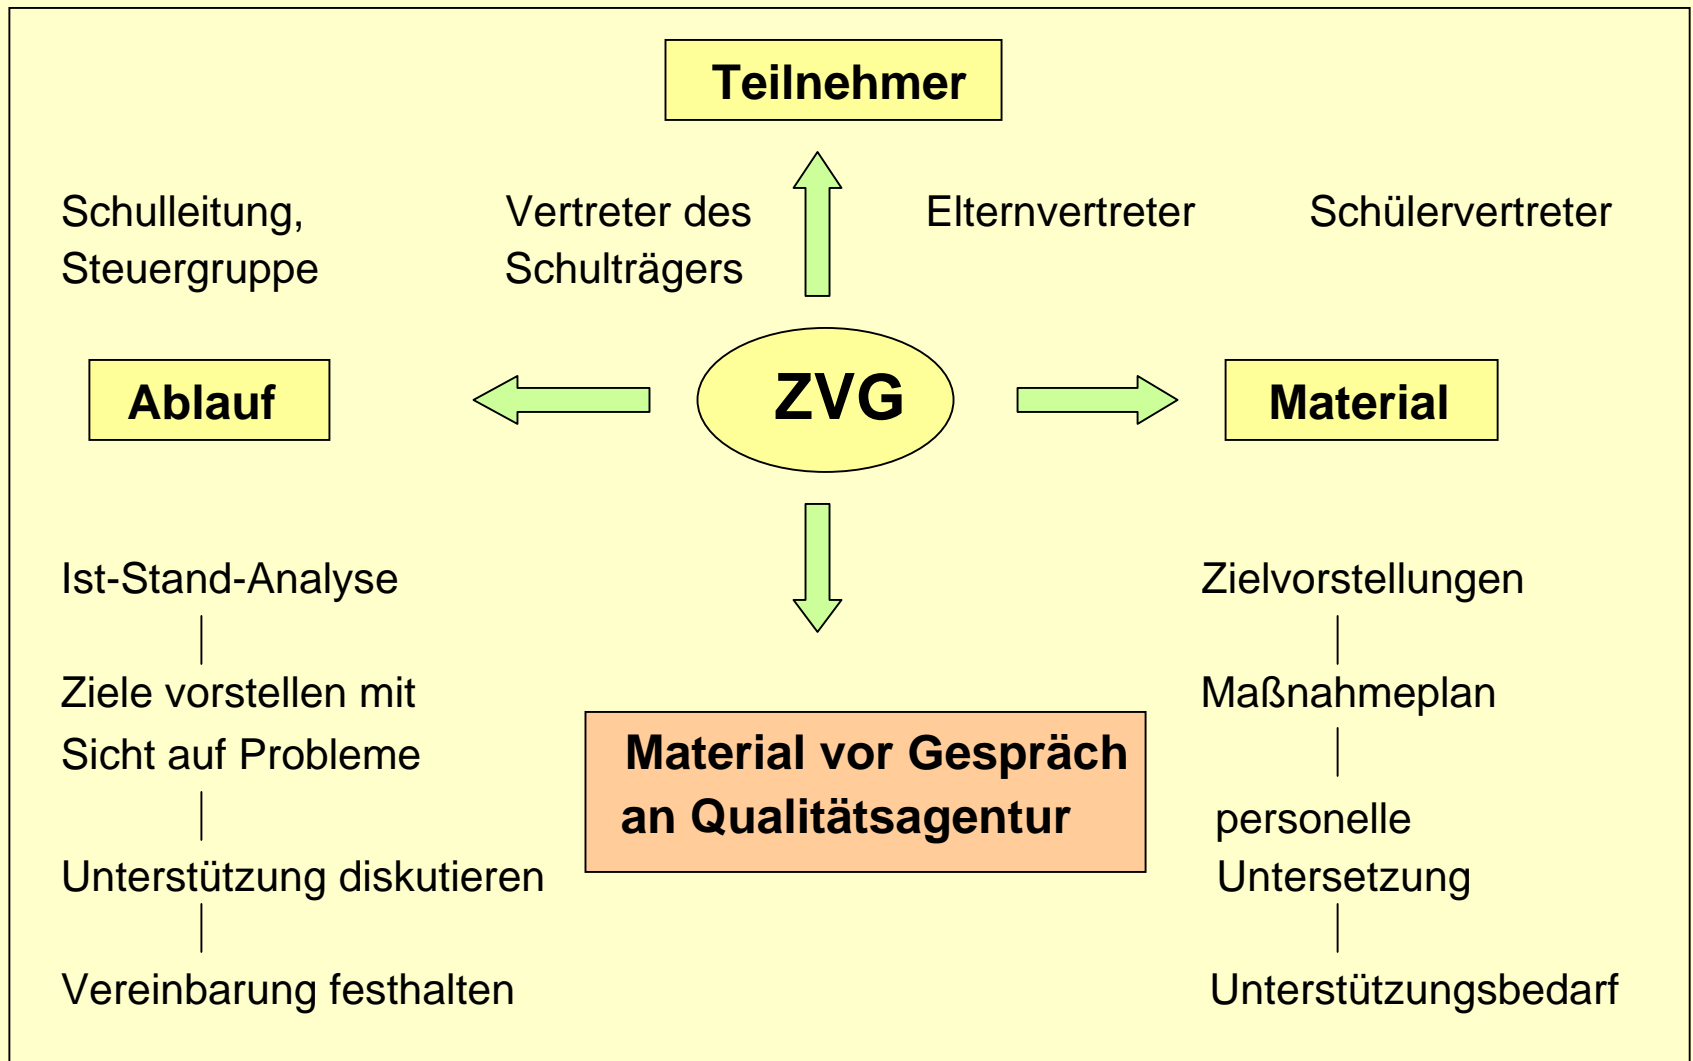 Teilnehmer
Schulleitung,
Steuergruppe
Vertreter des
Schulträgers
Elternvertreter
Schülervertreter
Ablauf
ZVG
Material
Ist-Stand-Analyse
Ziele vorstellen mit
Sicht auf Probleme
Unterstützung diskutieren
Vereinbarung festhalten
Material vor Gespräch
an Qualitätsagentur
Zielvorstellungen
Maßnahmeplan
personelle
Untersetzung
Unterstützungsbedarf